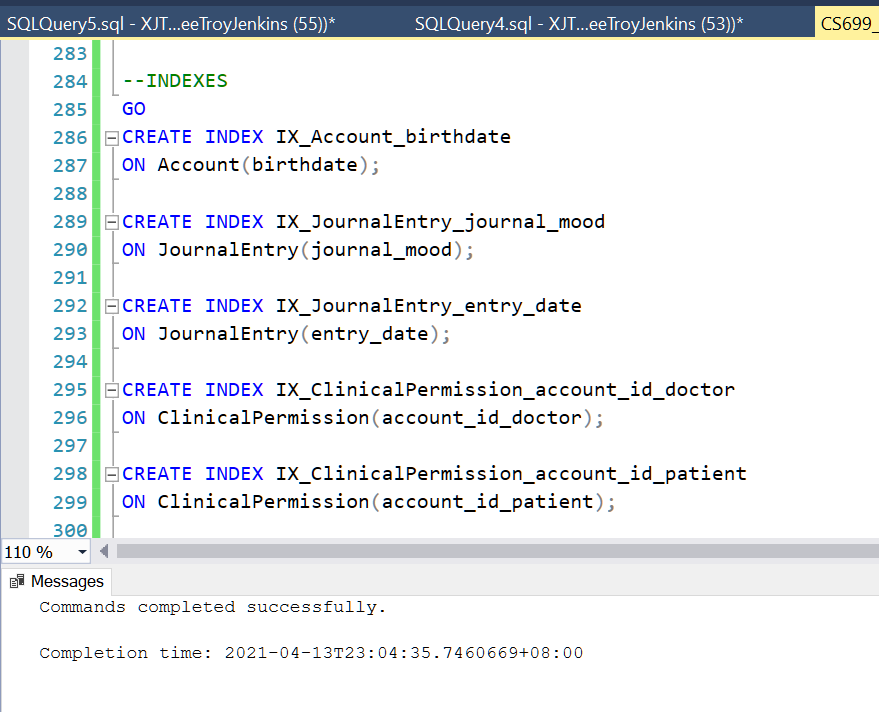 SQLQuery5.sql - XJT...eeTroyJenkins (55))* SQLQuery4.sql - XJT...eeTroyJenkins (53))* CS699_
283
284 --INDEXES
285 GO
286 CREATE INDEX IX_Account_birthdate
287 ON Account(birthdate);
288
289 CREATE INDEX IX_JournalEntry_journal_mood
290 ON JournalEntry(journal_mood);
291
292 CREATE INDEX IX_JournalEntry_entry_date
293 ON JournalEntry(entry_date);
294
295 CREATE INDEX IX_ClinicalPermission_account_id_doctor
296 ON ClinicalPermission(account_id_doctor);
297
298 CREATE INDEX IX_ClinicalPermission_account_id_patient
299 ON ClinicalPermission(account_id_patient);
300
110 %
Messages
Commands completed successfully.
Completion time: 2021-04-13T23:04:35.7460669+08:00